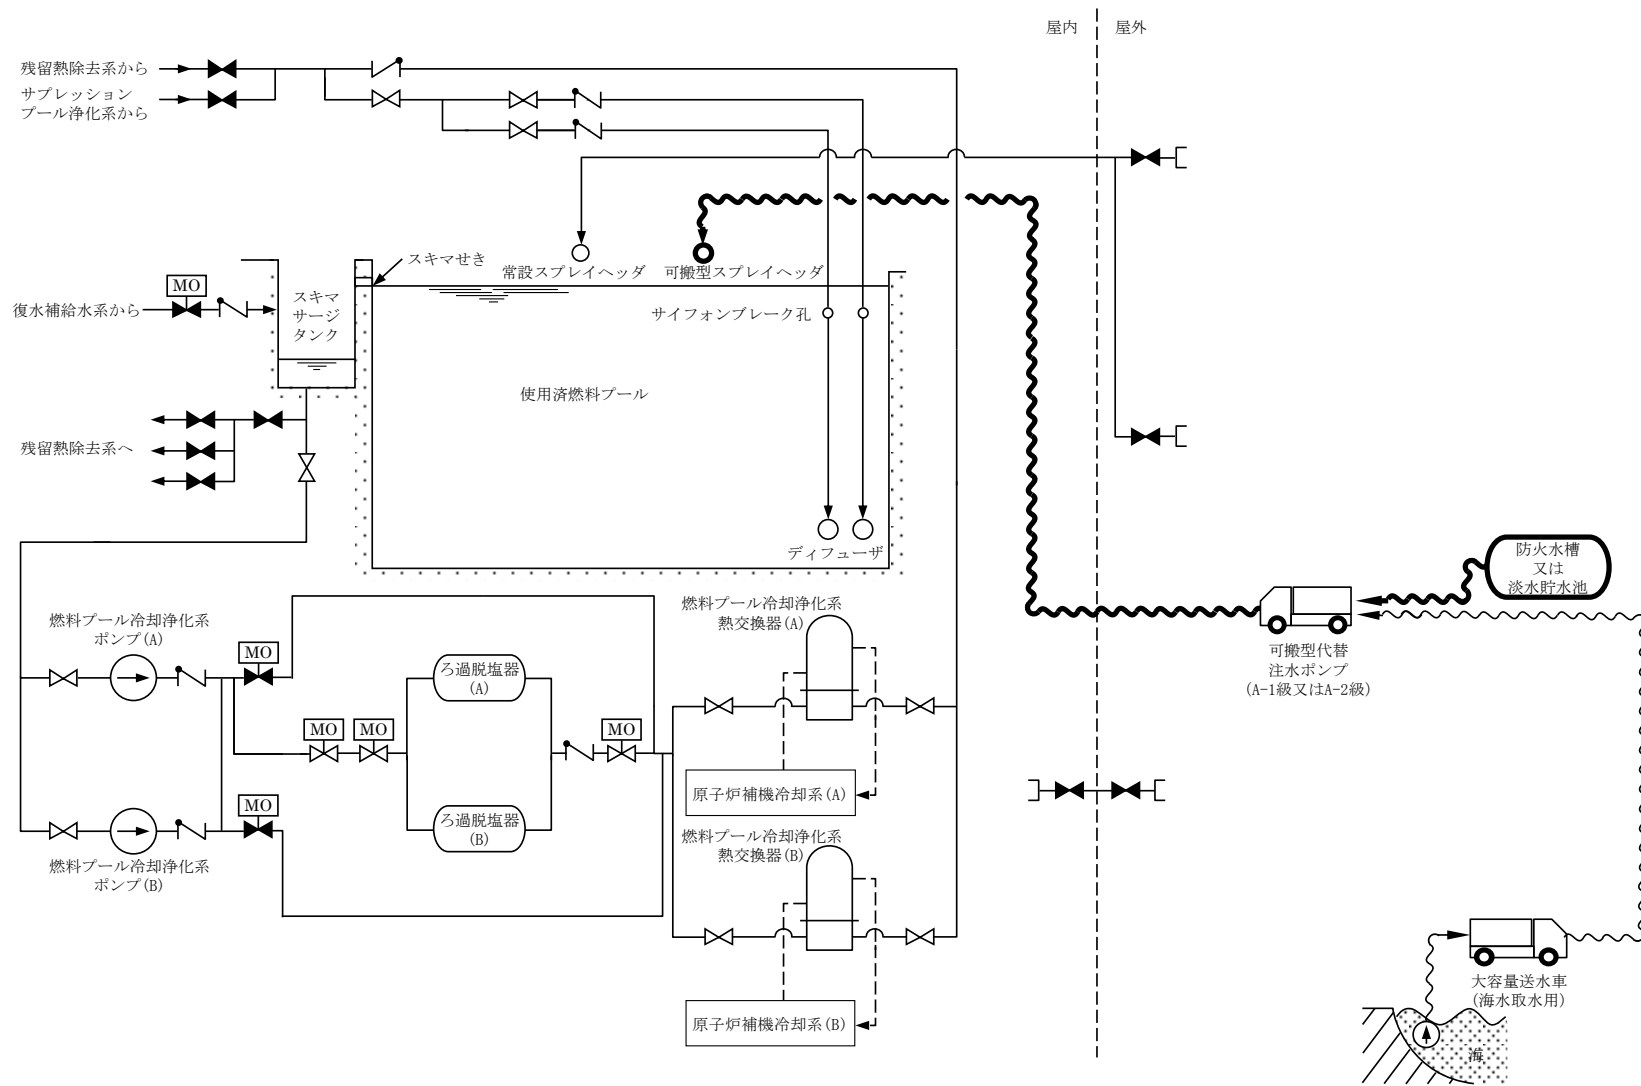 屋内
屋外
残留熱除去系から
サプレッション
プール浄化系から
スキマせき
常設スプレイヘッダ
可搬型スプレイヘッダ
MO
復水補給水系から
スキマ
サージ
タンク
サイフォンブレーク孔
使用済燃料プール
残留熱除去系へ
ディフューザ
防火水槽
又は
淡水貯水池
可搬型代替
注水ポンプ
(A-1級又はA-2級)
燃料プール冷却浄化系
ポンプ(A)
MO
MO
MO
ろ過脱塩器
(A)
MO
燃料プール冷却浄化系
熱交換器(A)
原子炉補機冷却系(A)
MO
ろ過脱塩器
(B)
燃料プール冷却浄化系
ポンプ(B)
燃料プール冷却浄化系
熱交換器(B)
原子炉補機冷却系(B)
大容量送水車
(海水取水用)
海